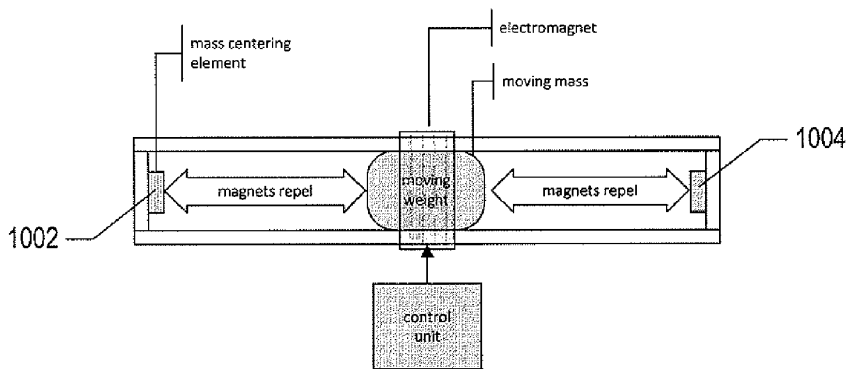 mass centering
element
electromagnet
moving mass
1004
magnets repel
moving
weight
magnets repel
1002
control
unit